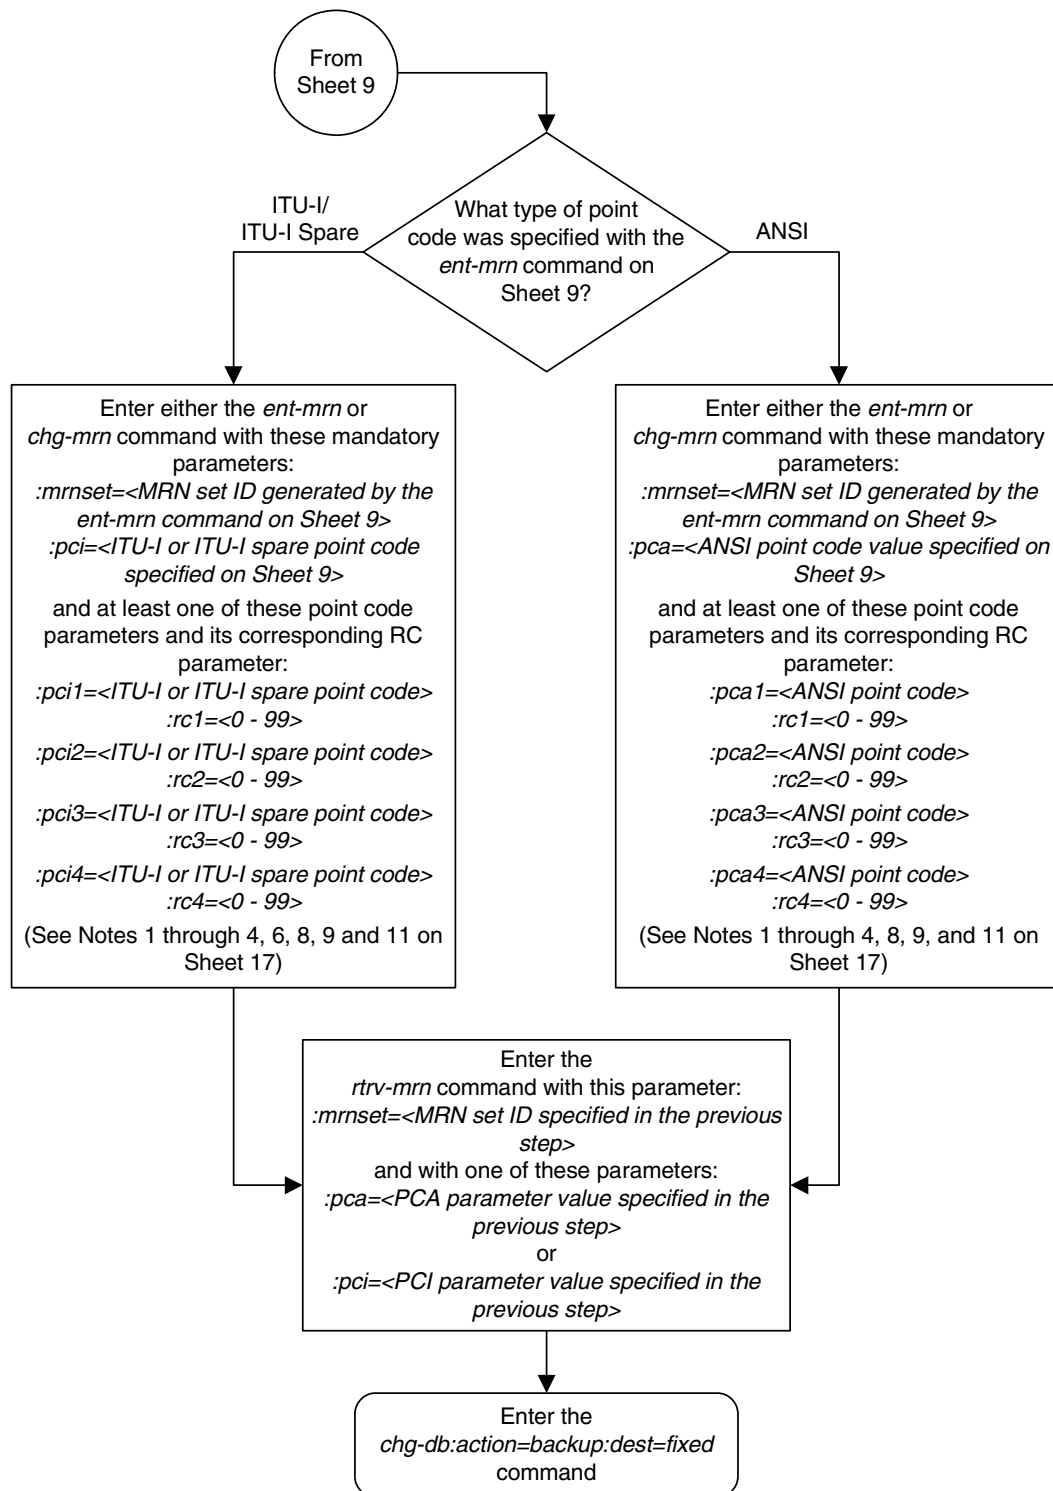 From
Sheet 9
What type of point
code was specified with the
ent-mrn command on
Sheet 9?
ITU-I/
ITU-I Spare
ANSI
Enter either the ent-mrn or
chg-mrn command with these mandatory
parameters:
:mrnset=<MRN set ID generated by the
ent-mrn command on Sheet 9>
:pci=<ITU-I or ITU-I spare point code
specified on Sheet 9>
and at least one of these point code
parameters and its corresponding RC
parameter:
:pci1=<ITU-I or ITU-I spare point code>
:rc1=<0 - 99>
:pci2=<ITU-I or ITU-I spare point code>
:rc2=<0 - 99>
:pci3=<ITU-I or ITU-I spare point code>
:rc3=<0 - 99>
:pci4=<ITU-I or ITU-I spare point code>
:rc4=<0 - 99>
(See Notes 1 through 4, 6, 8, 9 and 11 on
Sheet 17)
Enter either the ent-mrn or
chg-mrn command with these mandatory
parameters:
:mrnset=<MRN set ID generated by the
ent-mrn command on Sheet 9>
:pca=<ANSI point code value specified on
Sheet 9>
and at least one of these point code
parameters and its corresponding RC
parameter:
:pca1=<ANSI point code>
:rc1=<0 - 99>
:pca2=<ANSI point code>
:rc2=<0 - 99>
:pca3=<ANSI point code>
:rc3=<0 - 99>
:pca4=<ANSI point code>
:rc4=<0 - 99>
(See Notes 1 through 4, 8, 9, and 11 on
Sheet 17)
Enter the
rtrv-mrn command with this parameter:
:mrnset=<MRN set ID specified in the previous
step>
and with one of these parameters:
:pca=<PCA parameter value specified in the
previous step>
or
:pci=<PCI parameter value specified in the
previous step>
Enter the
chg-db:action=backup:dest=fixed
command